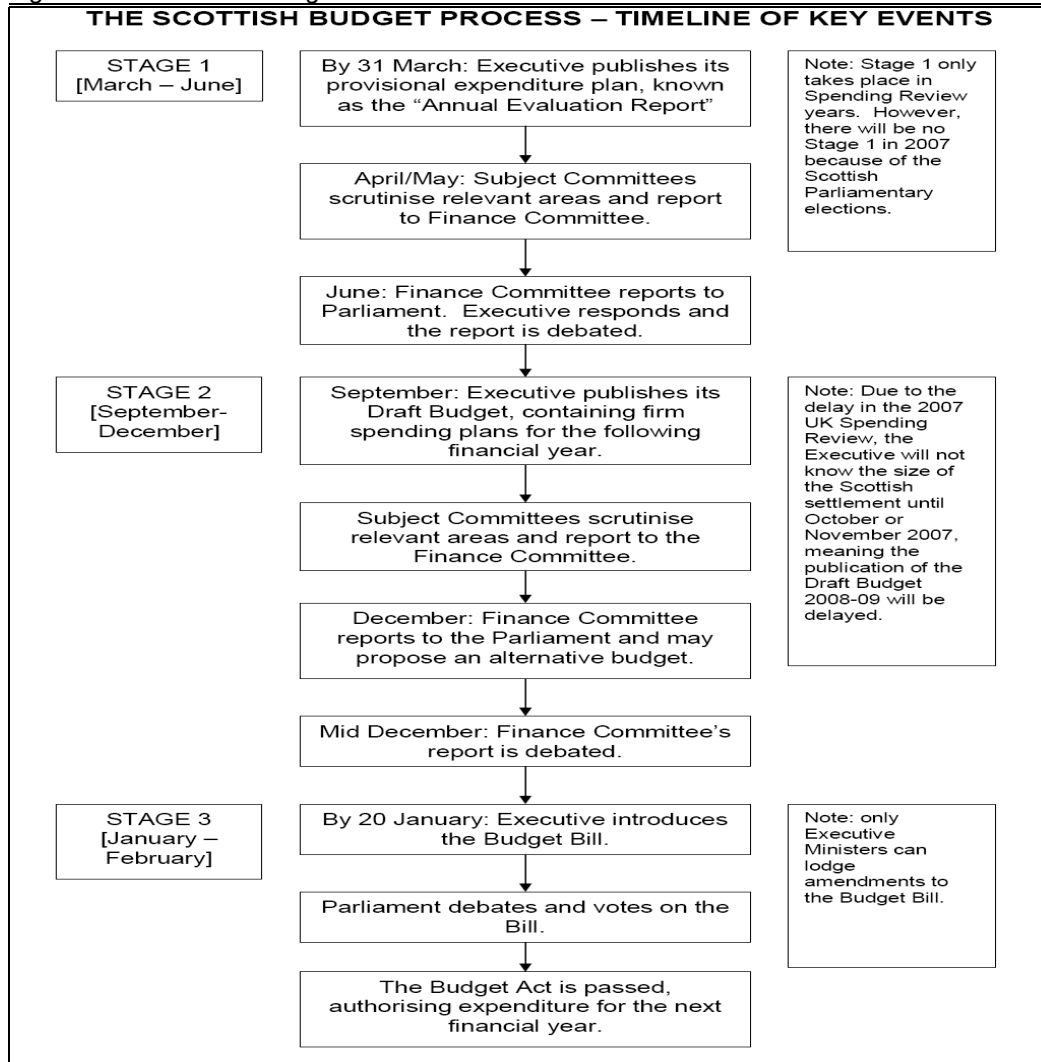 THE SCOTTISH BUDGET PROCESS – TIMELINE OF KEY EVENTS
STAGE 1
[March – June]
By 31 March: Executive publishes its
provisional expenditure plan, known
as the “Annual Evaluation Report”
Note: Stage 1 only
takes place in
Spending Review
years. However,
there will be no
Stage 1 in 2007
because of the
Scottish
Parliamentary
elections.
April/May: Subject Committees
scrutinise relevant areas and report
to Finance Committee.
June: Finance Committee reports to
Parliament. Executive responds and
the report is debated.
STAGE 2
[September-
December]
September: Executive publishes its
Draft Budget, containing firm
spending plans for the following
financial year.
Note: Due to the
delay in the 2007
UK Spending
Review, the
Executive will not
know the size of
the Scottish
settlement until
October or
November 2007,
meaning the
publication of the
Draft Budget
2008-09 will be
delayed.
Subject Committees scrutinise
relevant areas and report to the
Finance Committee.
December: Finance Committee
reports to the Parliament and may
propose an alternative budget.
Mid December: Finance Committee’s
report is debated.
STAGE 3
[January –
February]
By 20 January: Executive introduces
the Budget Bill.
Note: only
Executive
Ministers can
lodge
amendments to
the Budget Bill.
Parliament debates and votes on the
Bill.
The Budget Act is passed,
authorising expenditure for the next
financial year.